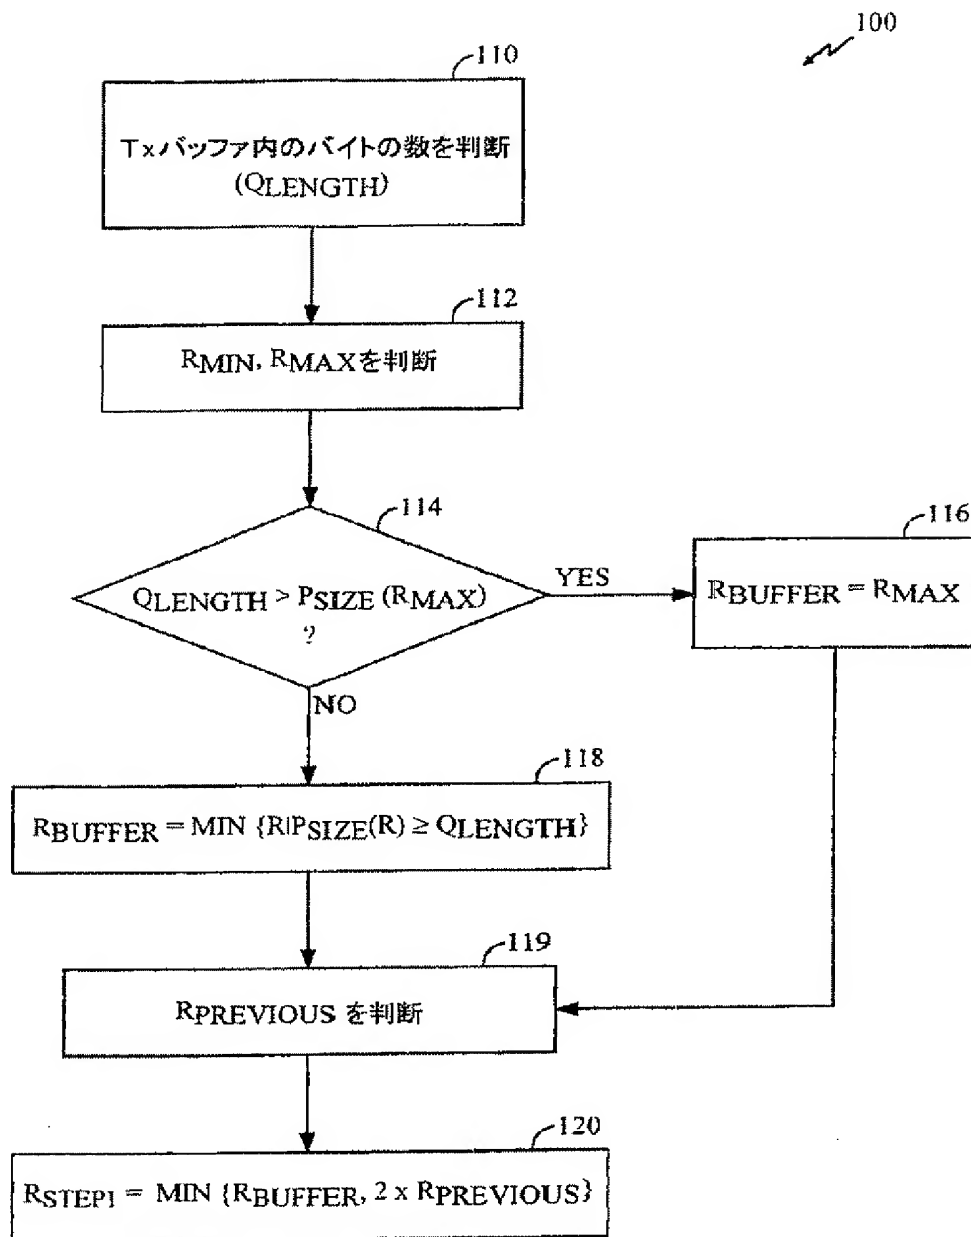 100
110
Txバッファ内のバイトの数を判断
(QLENGTH)
112
RMIN, RMAXを判断
114
QLENGTH > PSIZE (RMAX)
?
YES
116
RBUFFER = RMAX
NO
118
RBUFFER = MIN {R|PSIZE(R) ≥ QLENGTH}
119
RPREVIOUS を判断
120
RSTEP1 = MIN {RBUFFER, 2 x RPREVIOUS}